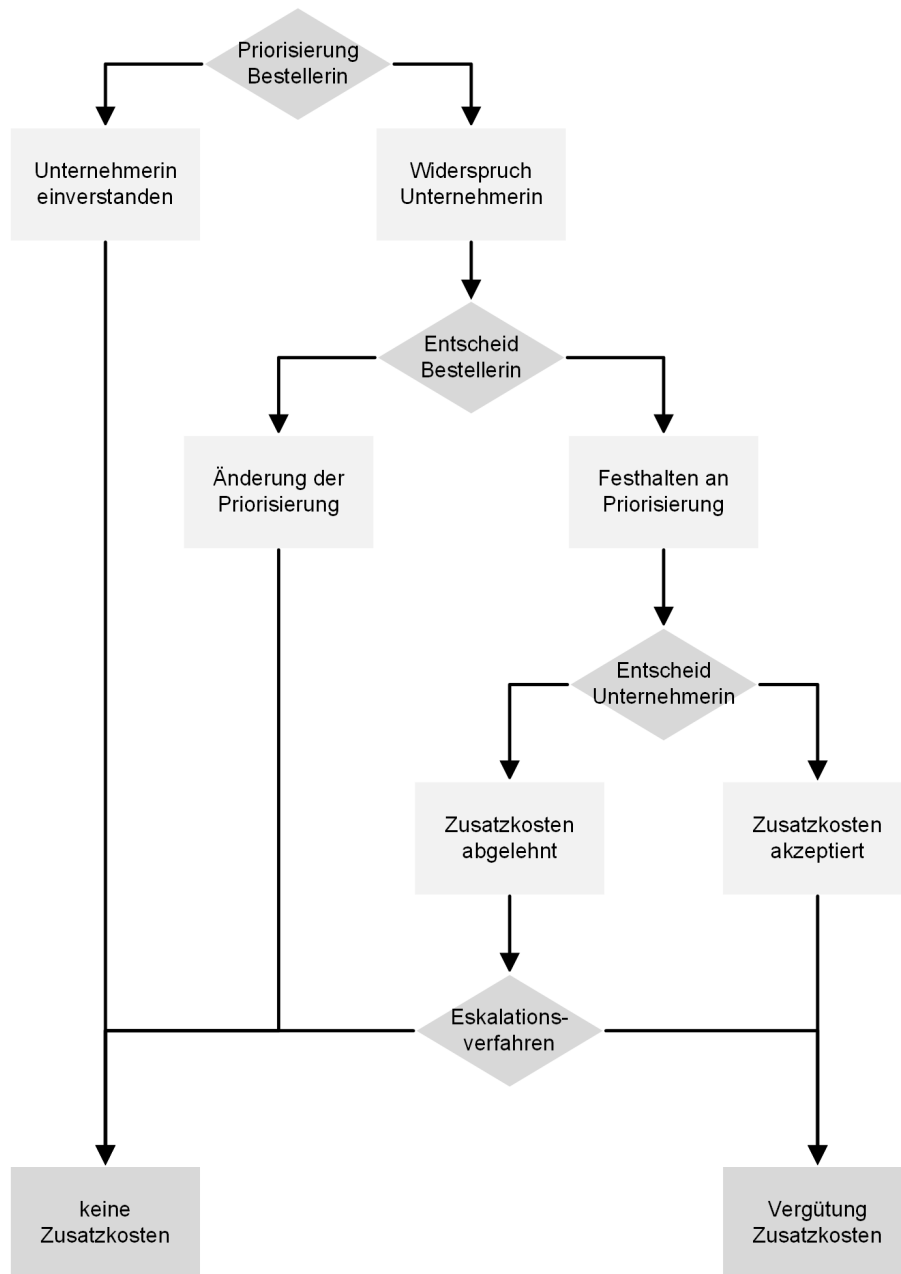 Priorisierung
Bestellerin
Unternehmerin
einverstanden
Widerspruch
Unternehmerin
Entscheid
Bestellerin
Änderung der
Priorisierung
Festhalten an
Priorisierung
Entscheid
Unternehmerin
Zusatzkosten
abgelehnt
Zusatzkosten
akzeptiert
Eskalations-
verfahren
keine
Zusatzkosten
Vergütung
Zusatzkosten